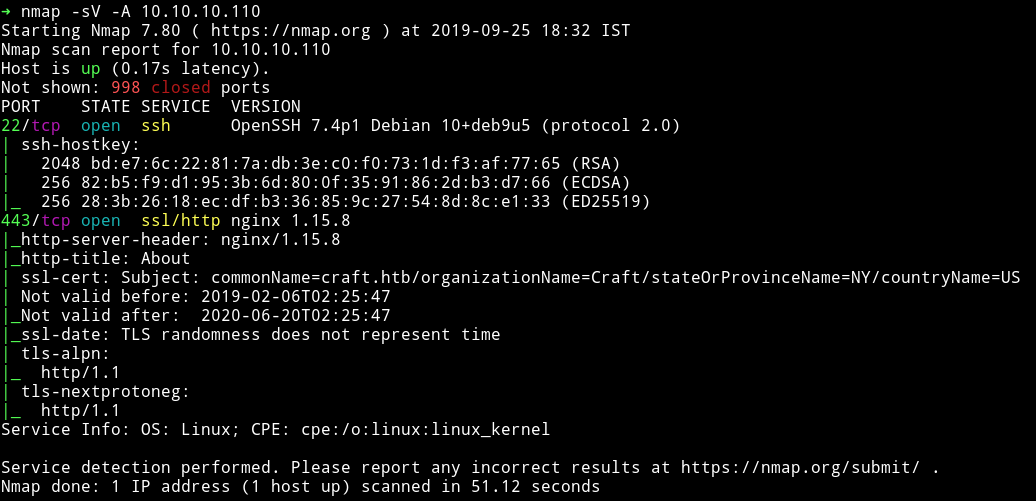 ➜ nmap -sV -A 10.10.10.110
Starting Nmap 7.80 ( https://nmap.org ) at 2019-09-25 18:32 IST
Nmap scan report for 10.10.10.110
Host is up (0.17s latency).
Not shown: 998 closed ports
PORT    STATE SERVICE  VERSION
22/tcp  open  ssh      OpenSSH 7.4p1 Debian 10+deb9u5 (protocol 2.0)
| ssh-hostkey:
|   2048 bd:e7:6c:22:81:7a:db:3e:c0:f0:73:1d:f3:af:77:65 (RSA)
|   256 82:b5:f9:d1:95:3b:6d:80:0f:35:91:86:2d:b3:d7:66 (ECDSA)
|_  256 28:3b:26:18:ec:df:b3:36:85:9c:27:54:8d:8c:e1:33 (ED25519)
443/tcp open  ssl/http nginx 1.15.8
|_http-server-header: nginx/1.15.8
|_http-title: About
| ssl-cert: Subject: commonName=craft.htb/organizationName=Craft/stateOrProvinceName=NY/countryName=US
| Not valid before: 2019-02-06T02:25:47
|_Not valid after:  2020-06-20T02:25:47
|_ssl-date: TLS randomness does not represent time
| tls-alpn:
|_  http/1.1
| tls-nextprotoneg:
|_  http/1.1
Service Info: OS: Linux; CPE: cpe:/o:linux:linux_kernel

Service detection performed. Please report any incorrect results at https://nmap.org/submit/ .
Nmap done: 1 IP address (1 host up) scanned in 51.12 seconds